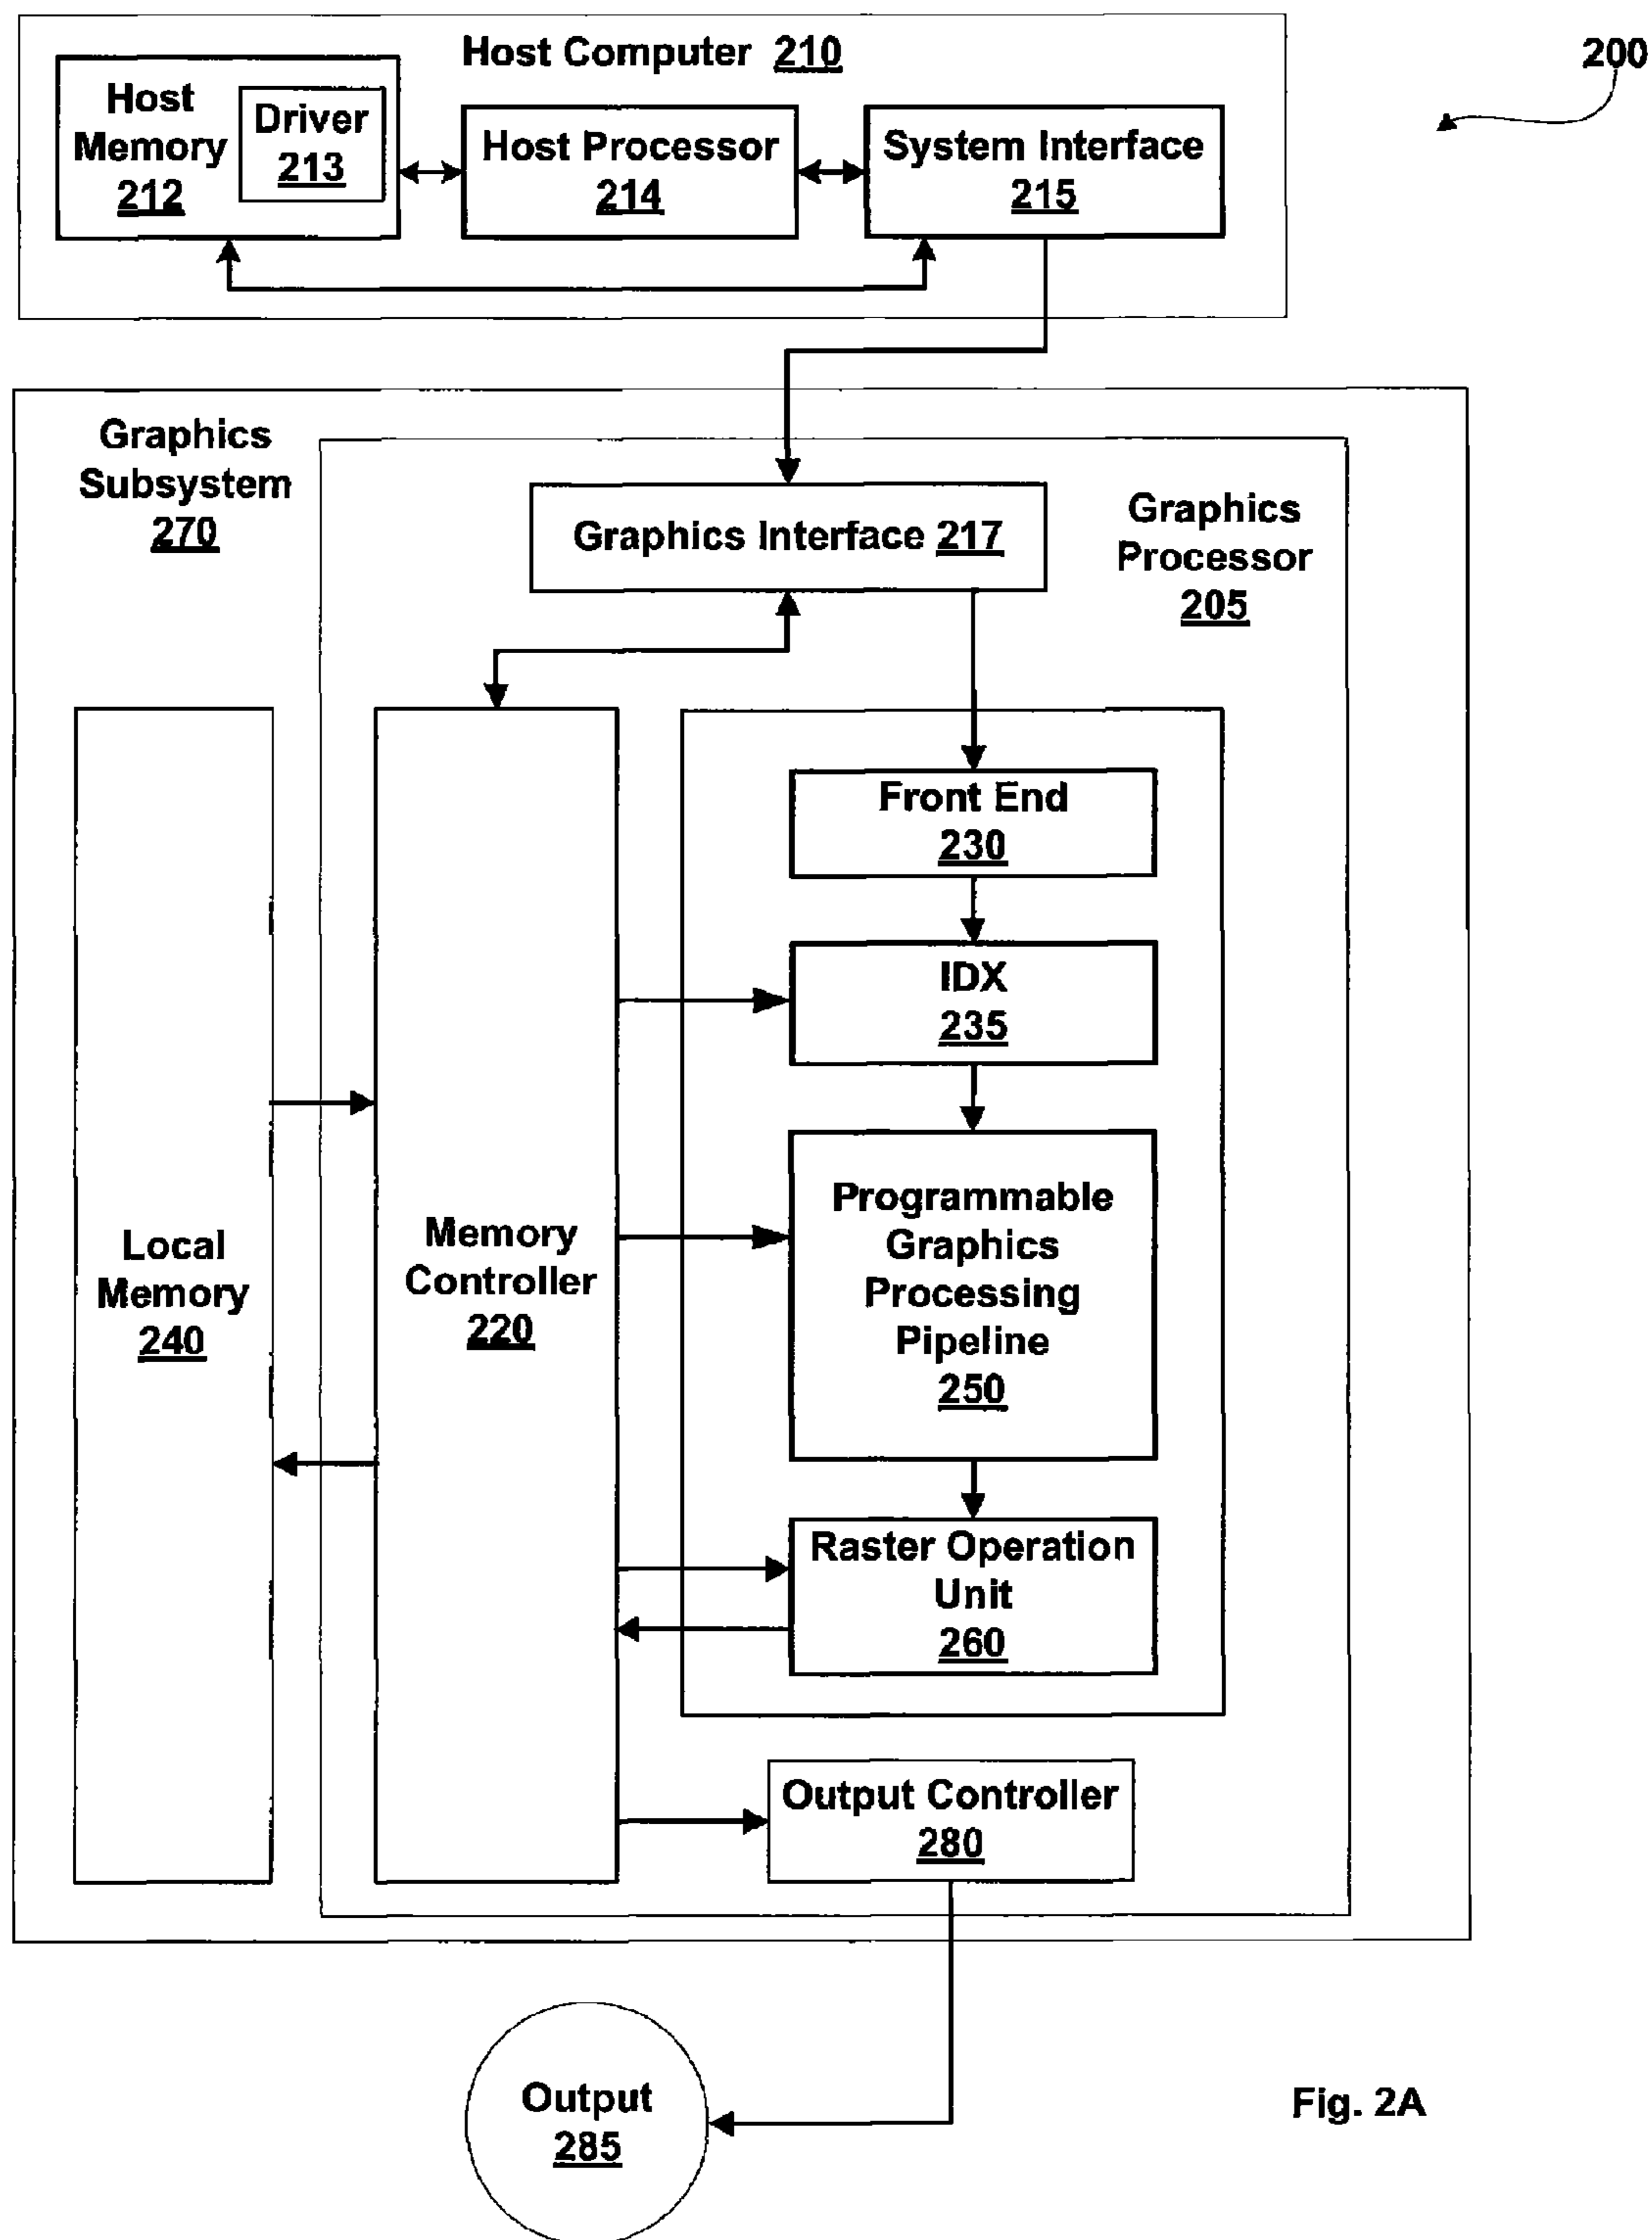 Host Computer 210
200
Host
Memory
212
Driver
213
Host Processor
214
System Interface
215
Graphics
Subsystem
270
Graphics Interface 217
Graphics
Processor
205
Front End
230
IDX
235
Local
Memory
240
Memory
Controller
220
Programmable
Graphics
Processing
Pipeline
250
Raster Operation
Unit
260
Output Controller
280
Output
285
Fig. 2A